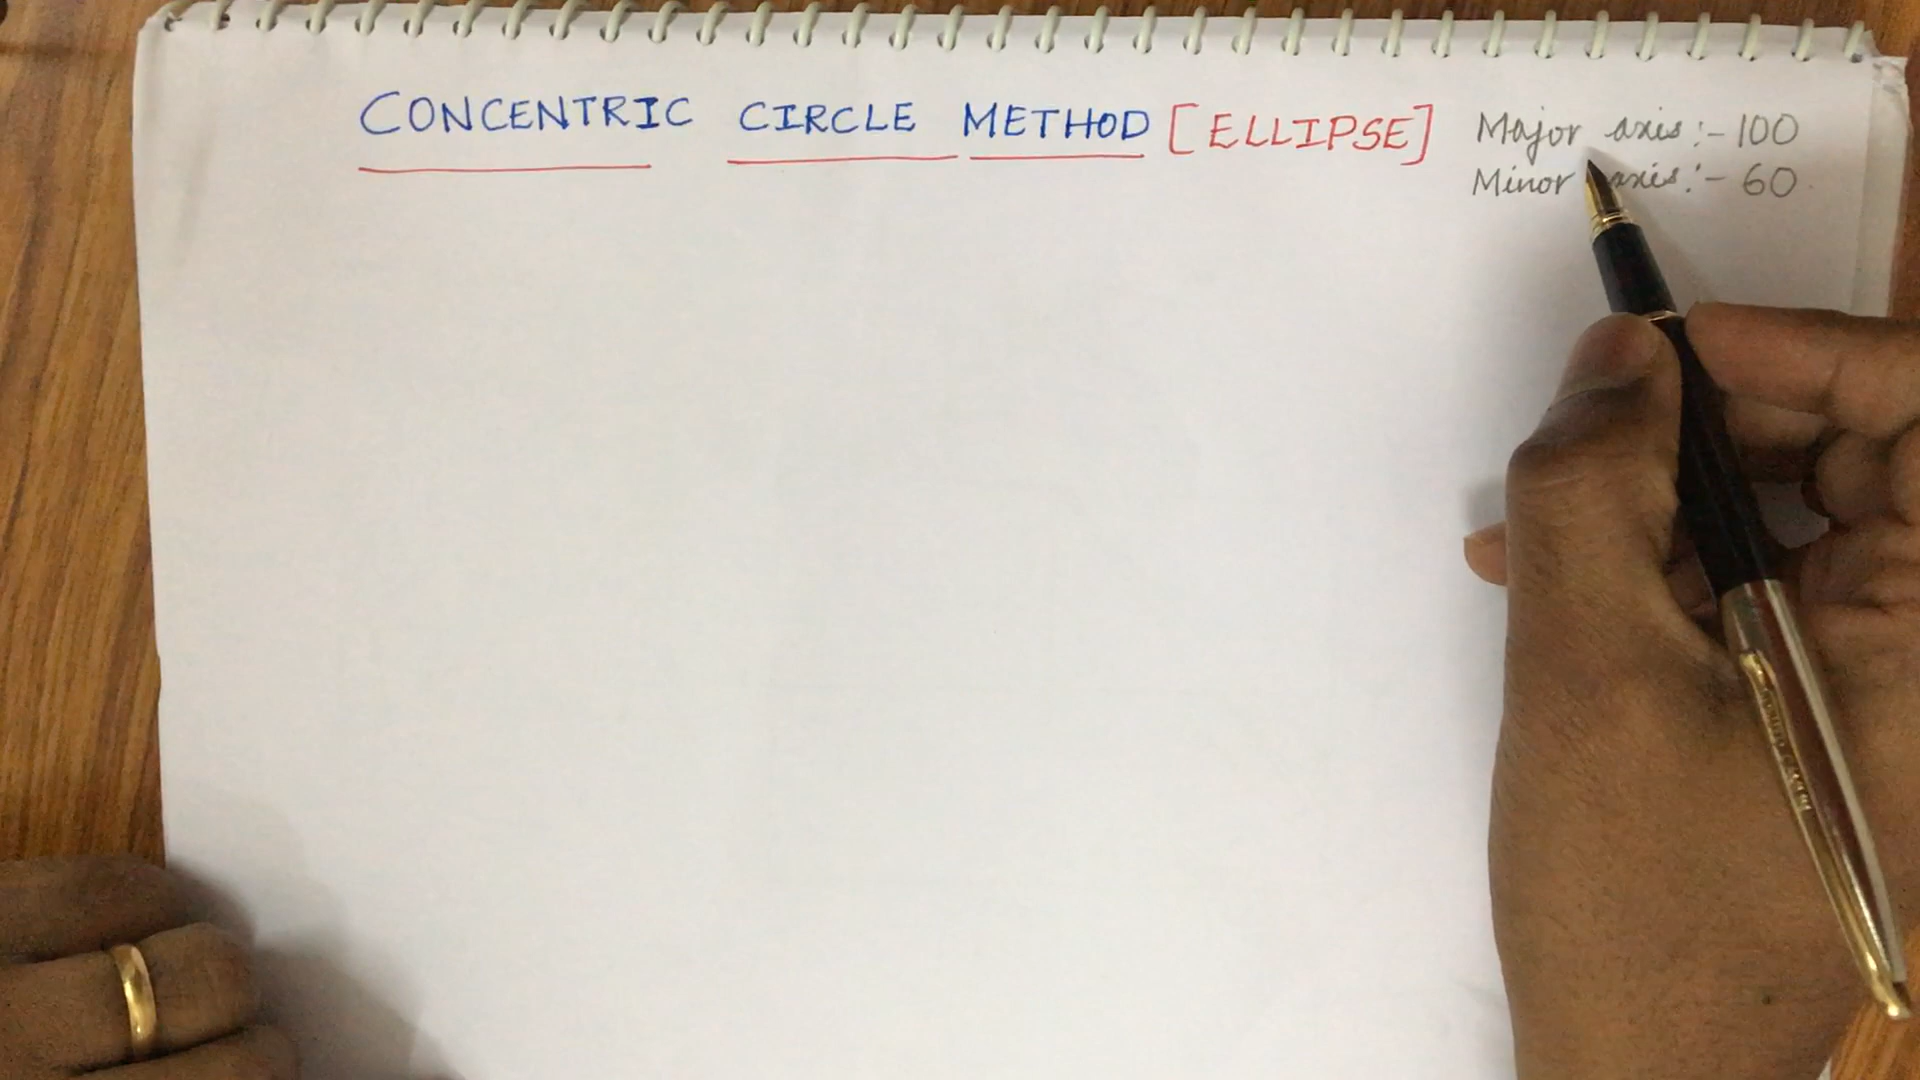 CONCENTRIC CIRCLE METHOD [ELLIPSE]
Major axis :- 100
Minor axis :- 60